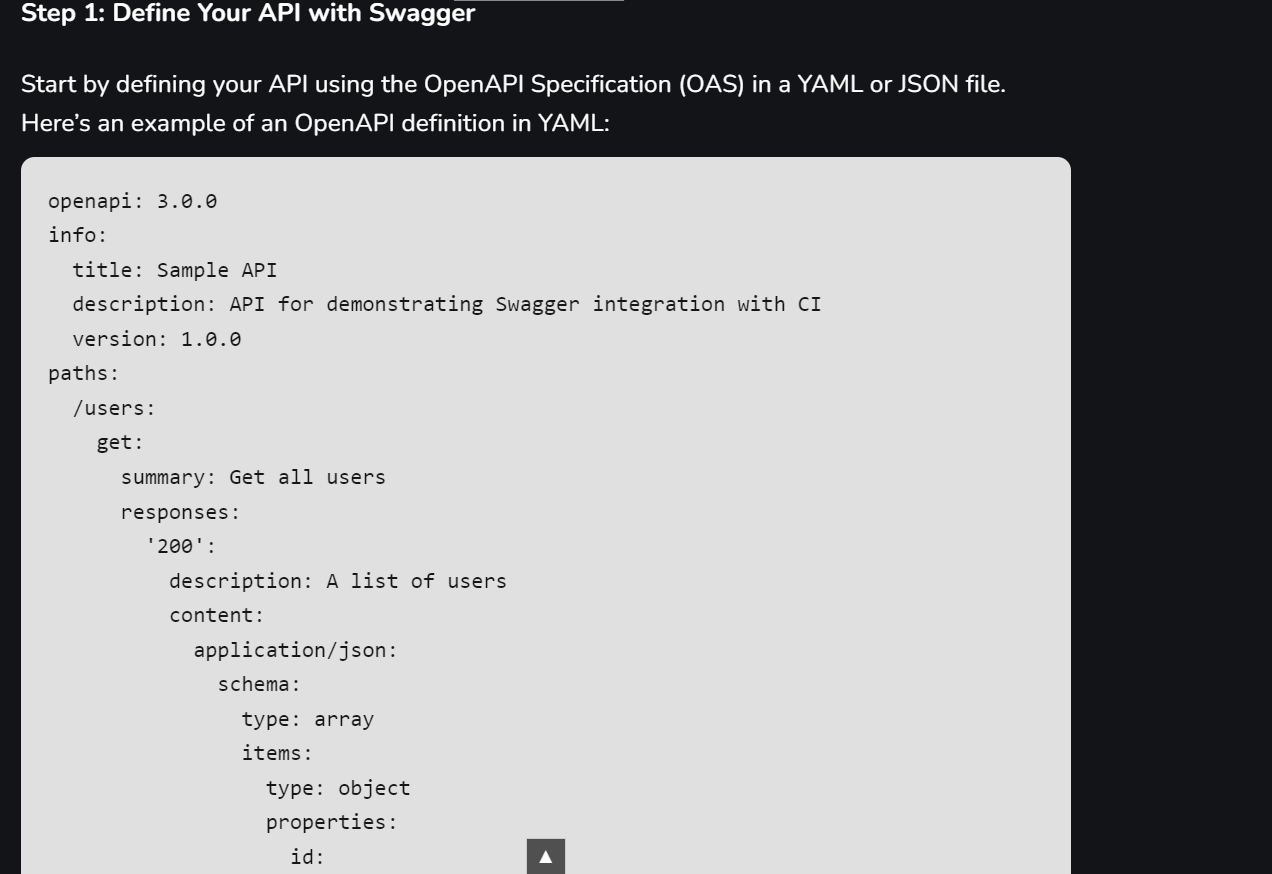 Step 1: Define Your API with Swagger
Start by defining your API using the OpenAPI Specification (OAS) in a YAML or JSON file.
Here’s an example of an OpenAPI definition in YAML:
openapi: 3.0.0
info:
  title: Sample API
  description: API for demonstrating Swagger integration with CI
  version: 1.0.0
paths:
  /users:
    get:
      summary: Get all users
      responses:
        '200':
          description: A list of users
          content:
            application/json:
              schema:
                type: array
                items:
                  type: object
                  properties:
                    id: